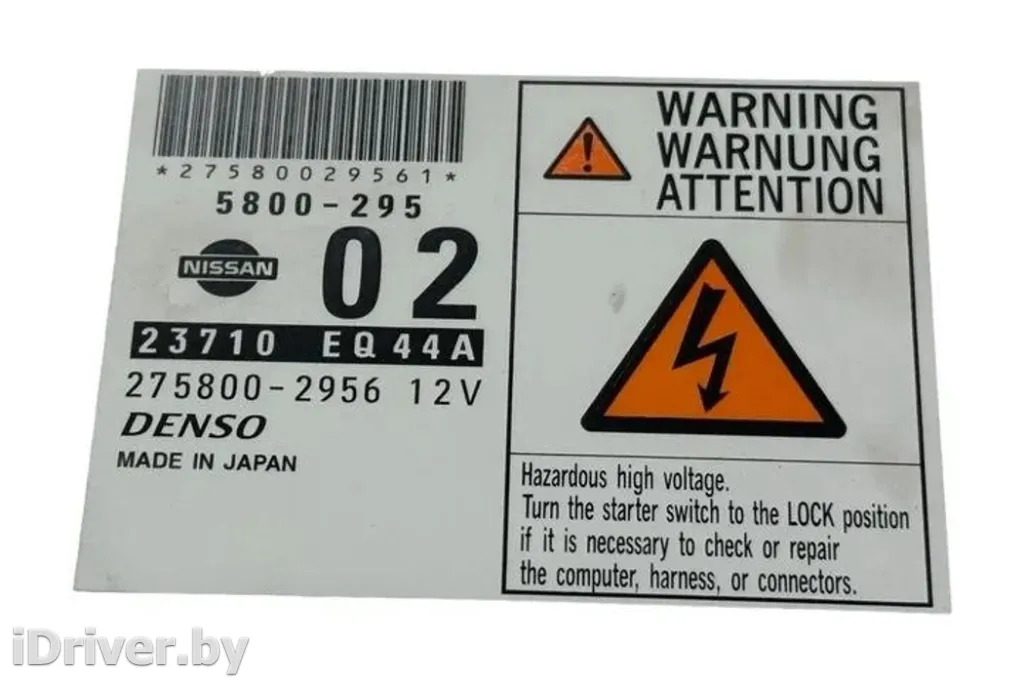 *27580029561*
5800-295
NISSAN
02
23710 EQ44A
275800-2956 12V
DENSO
MADE IN JAPAN
WARNING
WARNUNG
ATTENTION
Hazardous high voltage.
Turn the starter switch to the LOCK position
if it is necessary to check or repair
the computer, harness, or connectors.
iDriver.by